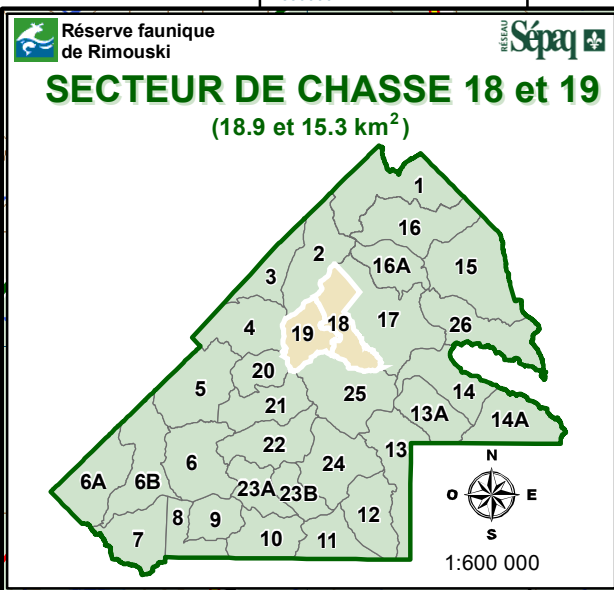 Réserve faunique
de Rimouski
RÉSEAU Sépaq
SECTEUR DE CHASSE 18 et 19
(18.9 et 15.3 km²)
1
16
2
16A
15
3
17
18
26
19
4
20
5
25
14
21
13A
14A
22
13
24
6
6A
6B
23A
23B
12
8
9
7
10
11
N
O
E
S
1:600 000